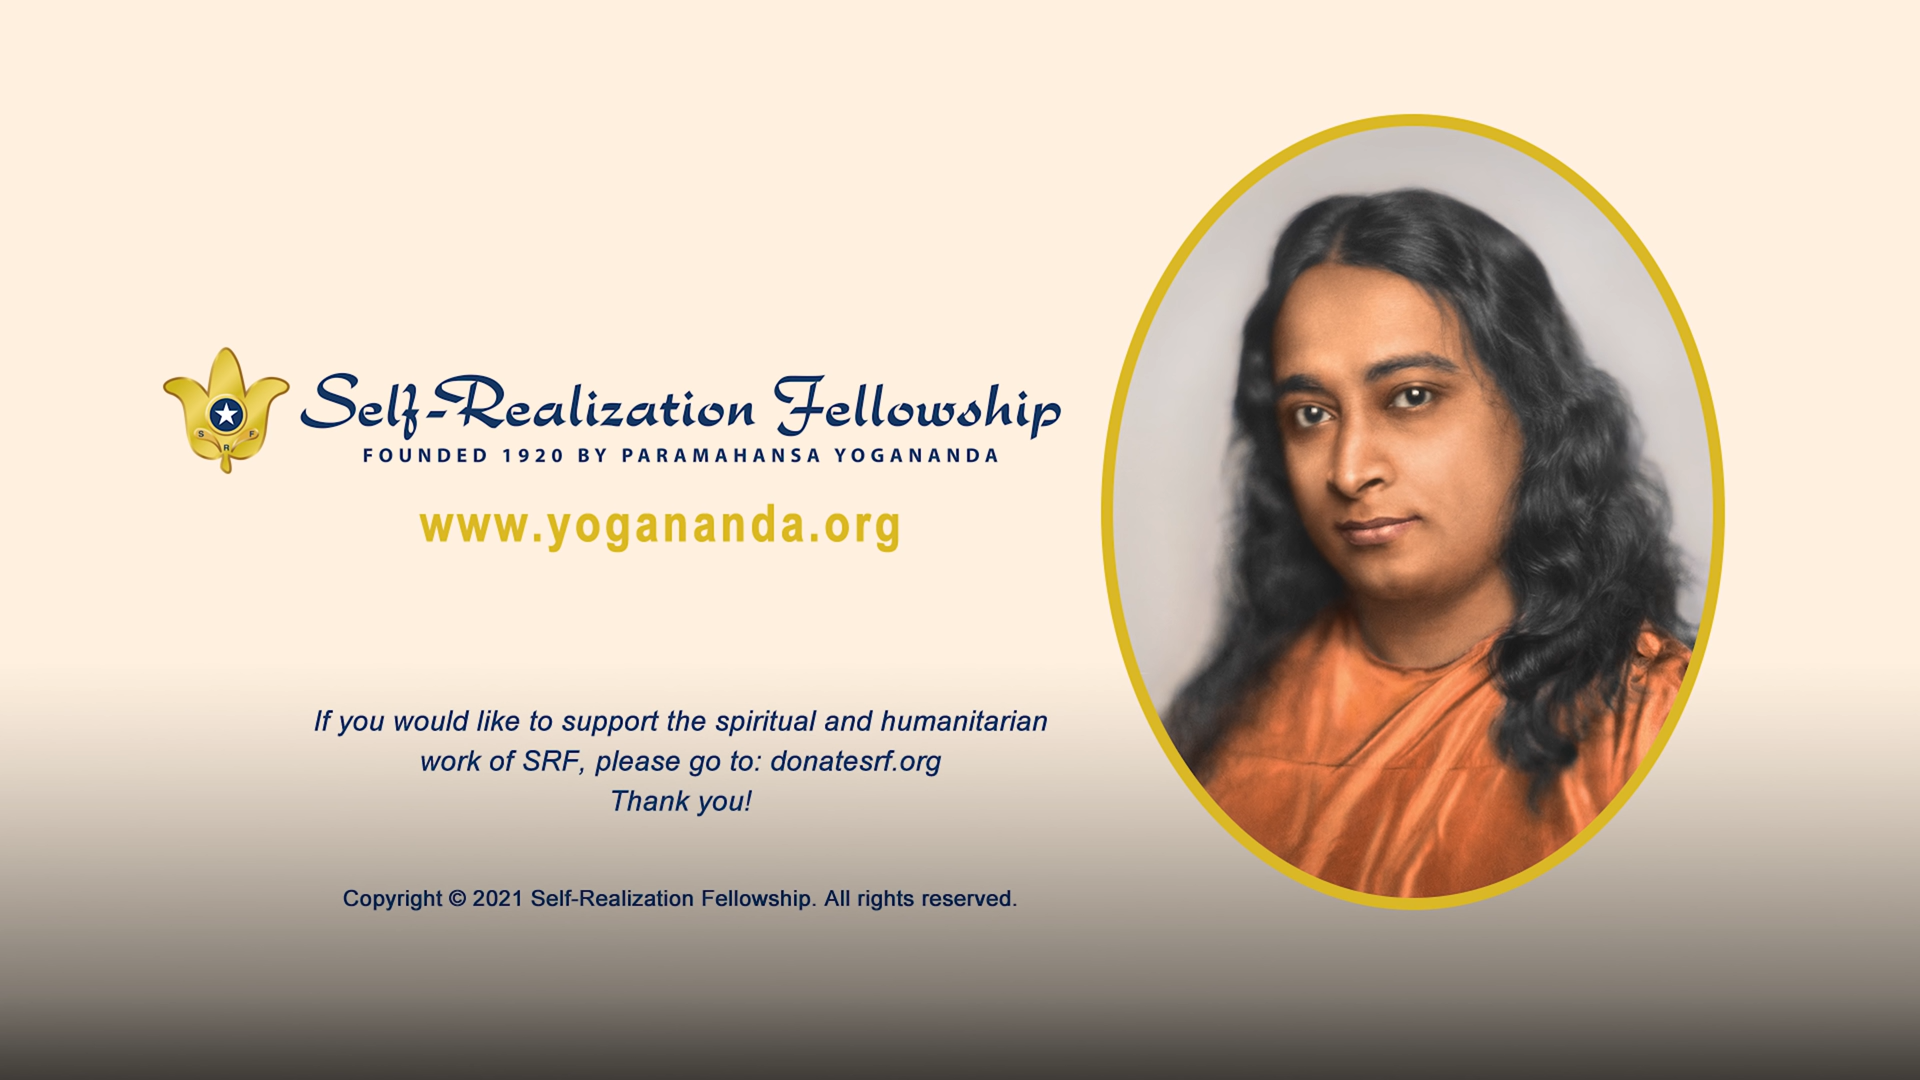 S R F
Self-Realization Fellowship
FOUNDED 1920 BY PARAMAHANSA YOGANANDA
www.yogananda.org
If you would like to support the spiritual and humanitarian
work of SRF, please go to: donatesrf.org
Thank you!
Copyright © 2021 Self-Realization Fellowship. All rights reserved.